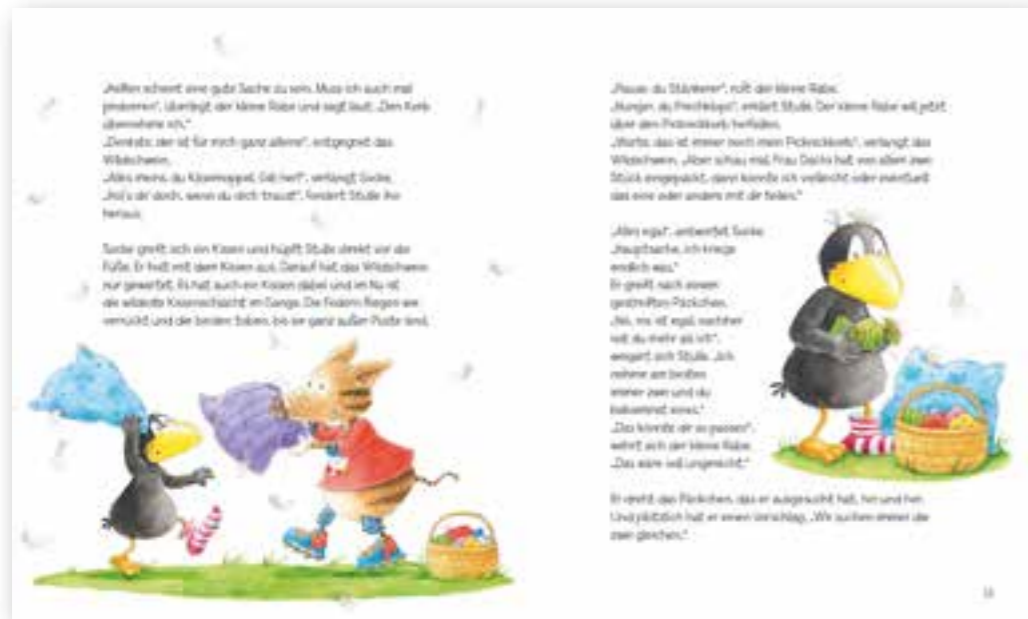 „Helfen scheint eine gute Sache zu sein. Muss ich auch mal
probieren“, überlegt der kleine Rabe und sagt laut: „Den Korb
übernehme ich.“
„Denkste, der ist für mich ganz alleine“, entgegnet das
Wildschwein.
„Alles meins, du Gib her!“, verlangt Socke.
„Hol's dir doch, wenn du dich traust!“, fordert Stulle ihn
heraus.
Socke greift sich ein Kissen und hüpft Stulle direkt vor die
Füße. Er holt mit dem Kissen aus. Darauf hat das Wildschwein
nur gewartet. Es hat auch ein Kissen dabei und im Nu ist
die wildeste Kissenschlacht im Gange. Die Federn fliegen wie
verrückt und die beiden toben, bis sie ganz außer Puste sind.
„Pause, du Stänkerer“, ruft der kleine Rabe.
„Hunger, du Frechdops“, erklärt Stulle. Der kleine Rabe will jetzt
über den Picknickkorb herfallen.
„Warte, das ist immer noch mein Picknickkorb“, verlangt das
Wildschwein. „Aber schau mal, Frau Dachs hat von allem zwei
Stück eingepackt, dann könnte ich vielleicht oder eventuell
das eine oder andere mit dir teilen.“
„Alles egal“, antwortet Socke.
„Hauptsache, ich kriege
endlich was.“
Er greift nach einem
gestreiften Päckchen.
ist egal, nachher
hast du mehr als ich“,
empört sich Stulle. „Ich
nehme am besten
immer zwei und du
bekommst eines.“
„Das könnte dir so passen“,
wehrt sich der kleine Rabe.
„Das wäre voll ungerecht.“
Er dreht das Päckchen, das er ausgesucht hat, hin und her.
Und plötzlich hat er einen Vorschlag. „Wir suchen immer die
zwei gleichen.“